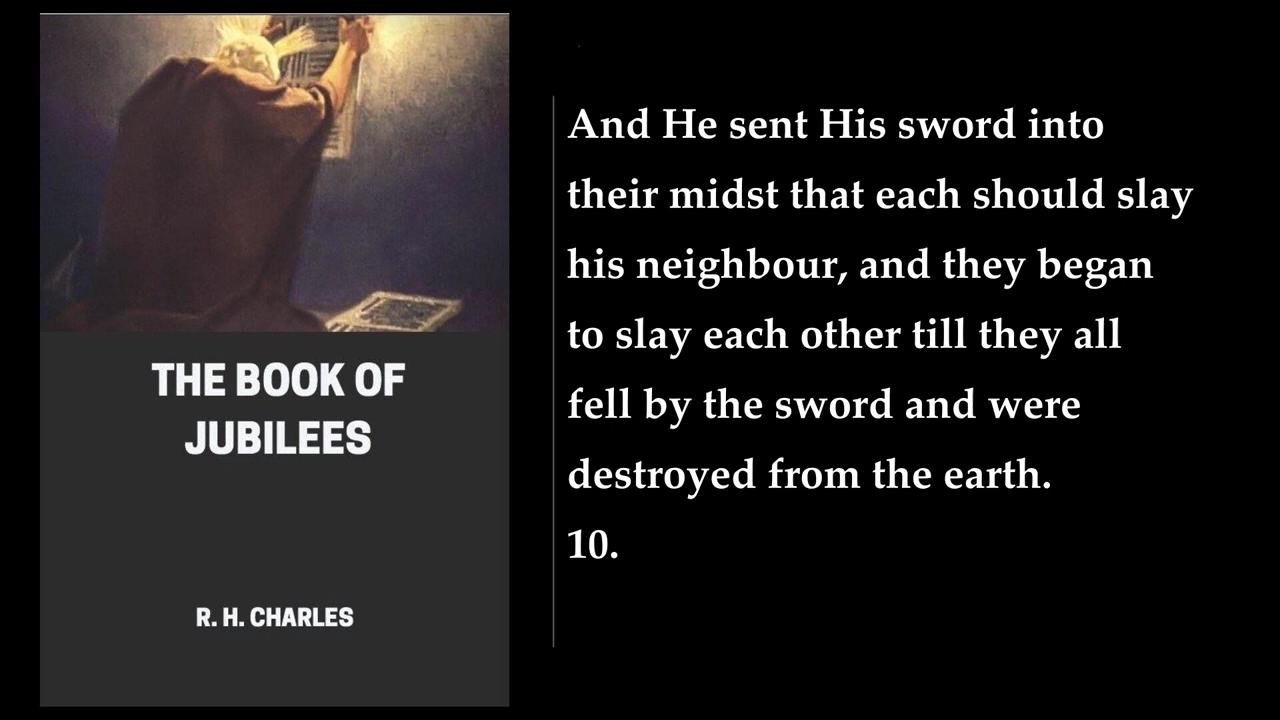 THE BOOK OF
JUBILEES
R. H. CHARLES
And He sent His sword into
their midst that each should slay
his neighbour, and they began
to slay each other till they all
fell by the sword and were
destroyed from the earth.
10.